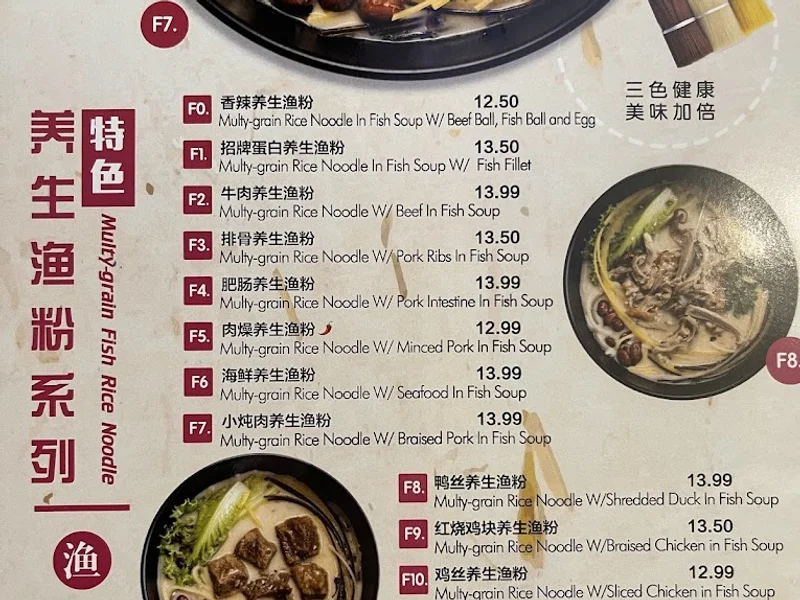 F7.
三色健康
美味加倍
特色
养生渔粉系列
Multy-grain Fish Rice Noodle
渔
F0. 香辣养生渔粉 12.50
Multy-grain Rice Noodle In Fish Soup W/ Beef Ball, Fish Ball and Egg
F1. 招牌蛋白养生渔粉 13.50
Multy-grain Rice Noodle In Fish Soup W/ Fish Fillet
F2. 牛肉养生渔粉 13.99
Multy-grain Rice Noodle W/ Beef In Fish Soup
F3. 排骨养生渔粉 13.50
Multy-grain Rice Noodle W/ Pork Ribs In Fish Soup
F4. 肥肠养生渔粉 13.99
Multy-grain Rice Noodle W/ Pork Intestine In Fish Soup
F5. 肉燥养生渔粉 12.99
Multy-grain Rice Noodle W/ Minced Pork In Fish Soup
F6 海鲜养生渔粉 13.99
Multy-grain Rice Noodle W/ Seafood In Fish Soup
F7. 小炖肉养生渔粉 13.99
Multy-grain Rice Noodle W/ Braised Pork In Fish Soup
F8.
F8. 鸭丝养生渔粉 13.99
Multy-grain Rice Noodle W/Shredded Duck In Fish Soup
F9. 红烧鸡块养生渔粉 13.50
Multy-grain Rice Noodle W/Braised Chicken in Fish Soup
F10. 鸡丝养生渔粉 12.99
Multy-grain Rice Noodle W/Sliced Chicken in Fish Soup